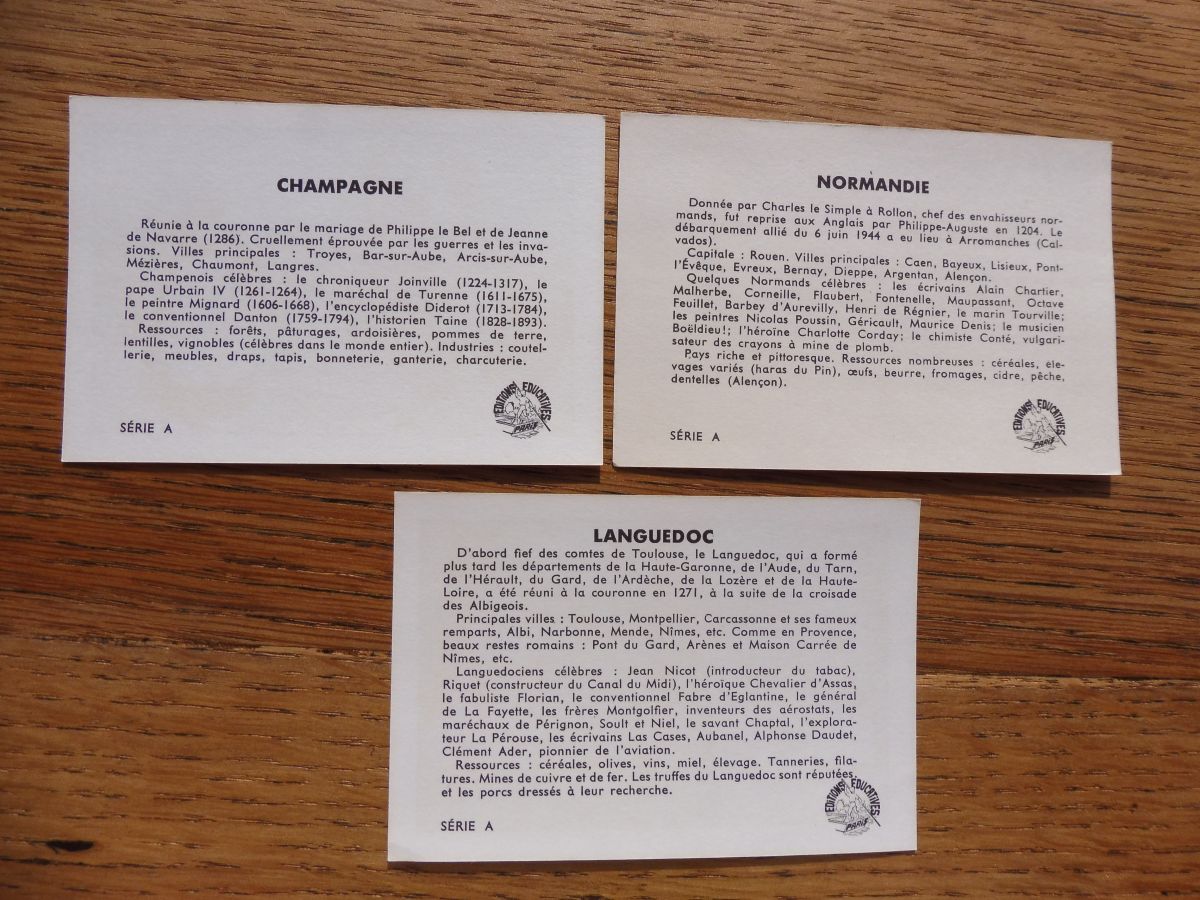 CHAMPAGNE
Réunie à la couronne par le mariage de Philippe le Bel et de Jeanne
de Navarre (1286). Cruellement éprouvée par les guerres et les inva-
sions. Villes principales : Troyes, Bar-sur-Aube, Arcis-sur-Aube,
Mézières, Chaumont, Langres.
Champenois célèbres : le chroniqueur Joinville (1224-1317), le
pape Urbain IV (1261-1264), le maréchal de Turenne (1611-1675),
le peintre Mignard (1606-1668), l'encyclopédiste Diderot (1713-1784),
le conventionnel Danton (1759-1794), l'historien Taine (1828-1893).
Ressources : forêts, pâturages, ardoisières, pommes de terre,
lentilles, vignobles (célèbres dans le monde entier). Industries : coutel-
lerie, meubles, draps, tapis, bonneterie, ganterie, charcuterie.
SÉRIE A
EDITIONS EDUCATIVES
PARIS
NORMANDIE
Donnée par Charles le Simple à Rollon, chef des envahisseurs nor-
mands, fut reprise aux Anglais par Philippe-Auguste en 1204. Le
débarquement allié du 6 juin 1944 a eu lieu à Arromanches (Cal-
vados).
Capitale : Rouen. Villes principales : Caen, Bayeux, Lisieux, Pont-
l'Évêque, Evreux, Bernay, Dieppe, Argentan, Alençon.
Quelques Normands célèbres : les écrivains Alain Chartier,
Malherbe, Corneille, Flaubert, Fontenelle, Maupassant, Octave
Feuillet, Barbey d'Aurevilly, Henri de Régnier, le marin Tourville;
les peintres Nicolas Poussin, Géricault, Maurice Denis; le musicien
Boëldieu!; l'héroïne Charlotte Corday; le chimiste Conté, vulgari-
sateur des crayons à mine de plomb.
Pays riche et pittoresque. Ressources nombreuses : céréales, éle-
vages variés (haras du Pin), œufs, beurre, fromages, cidre, pêche,
dentelles (Alençon).
SÉRIE A
EDITIONS EDUCATIVES
PARIS
LANGUEDOC
D'abord fief des comtes de Toulouse, le Languedoc, qui a formé
plus tard les départements de la Haute-Garonne, de l'Aude, du Tarn,
de l'Hérault, du Gard, de l'Ardèche, de la Lozère et de la Haute-
Loire, a été réuni à la couronne en 1271, à la suite de la croisade
des Albigeois.
Principales villes : Toulouse, Montpellier, Carcassonne et ses fameux
remparts, Albi, Narbonne, Mende, Nîmes, etc. Comme en Provence,
beaux restes romains : Pont du Gard, Arènes et Maison Carrée de
Nîmes, etc.
Languedociens célèbres : Jean Nicot (introducteur du tabac),
Riquet (constructeur du Canal du Midi), l'héroïque Chevalier d'Assas,
le fabuliste Florian, le conventionnel Fabre d'Eglantine, le général
de La Fayette, les frères Montgolfier, inventeurs des aérostats, les
maréchaux de Pérignon, Soult et Niel, le savant Chaptal, l'explora-
teur La Pérouse, les écrivains Las Cases, Aubanel, Alphonse Daudet,
Clément Ader, pionnier de l'aviation.
Ressources : céréales, olives, vins, miel, élevage. Tanneries, fila-
tures. Mines de cuivre et de fer. Les truffes du Languedoc sont réputées,
et les porcs dressés à leur recherche.
SÉRIE A
EDITIONS EDUCATIVES
PARIS